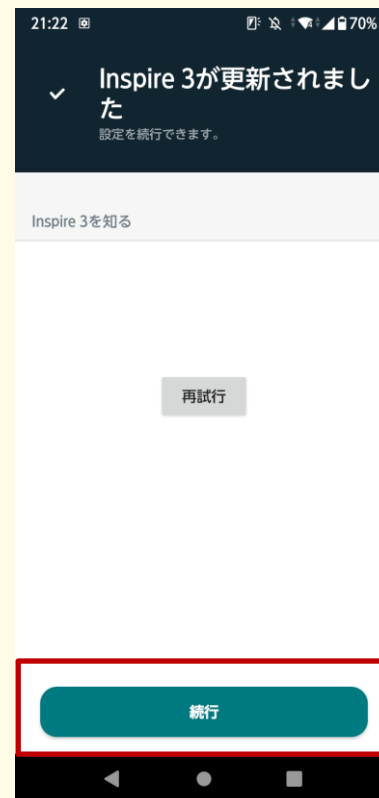 21:22 70%
Inspire 3が更新されまし
た
設定を続行できます。
Inspire 3を知る
再試行
続行